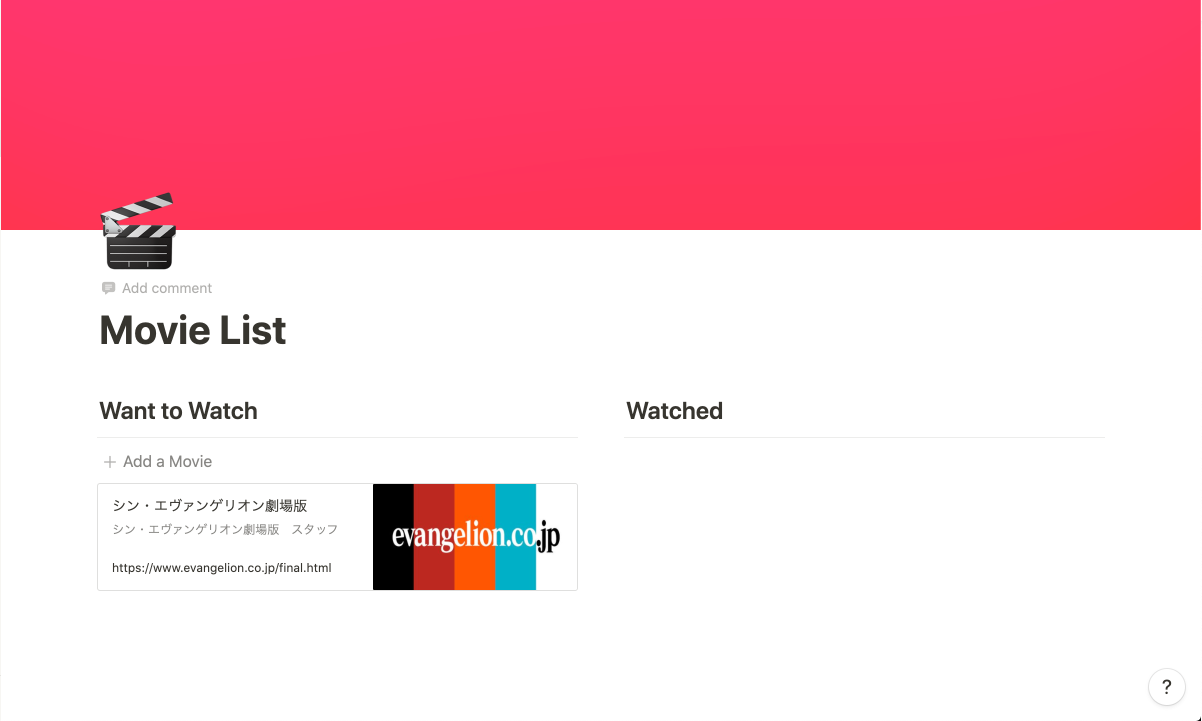 Add comment
Movie List
Want to Watch
Add a Movie
シン・エヴァンゲリオン劇場版
シン・エヴァンゲリオン劇場版　スタッフ
https://www.evangelion.co.jp/final.html
evangelion.co.jp
Watched
?